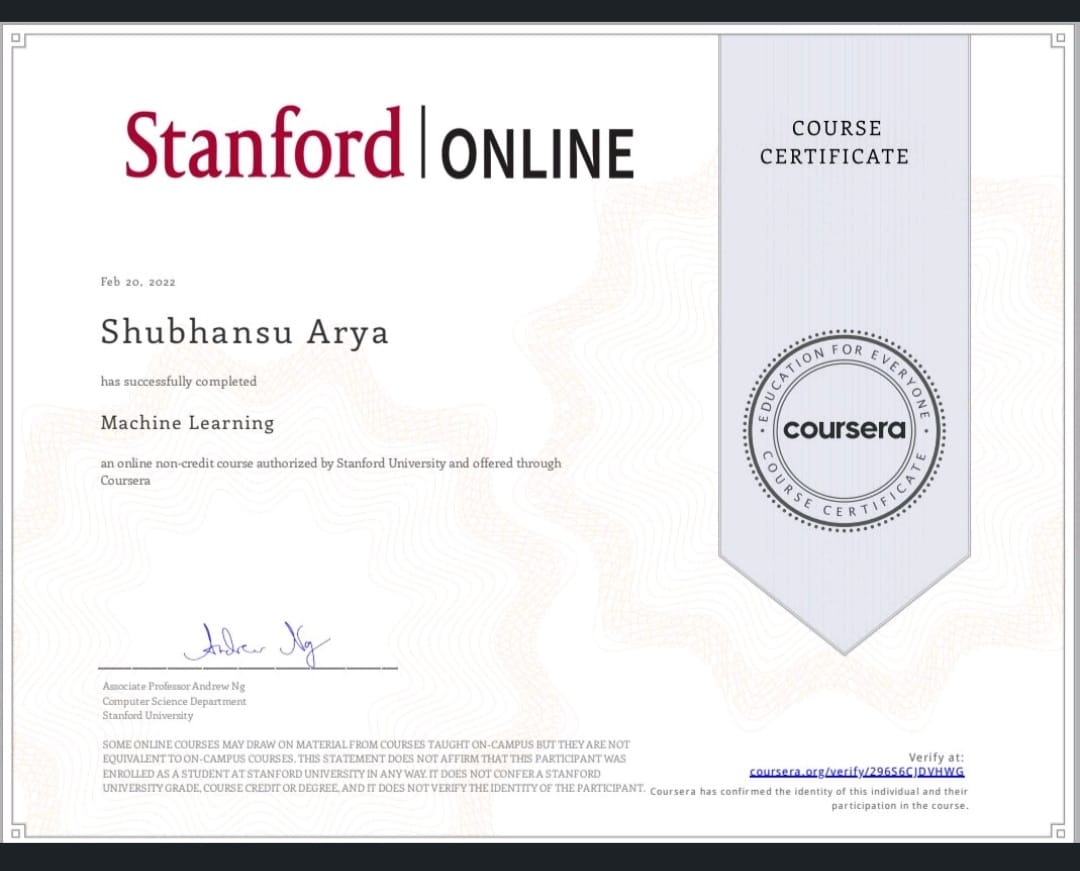 Stanford | ONLINE
COURSE
CERTIFICATE
Feb 20, 2022
Shubhansu Arya
has successfully completed
Machine Learning
an online non-credit course authorized by Stanford University and offered through
Coursera
EDUCATION FOR EVERYONE
coursera
COURSE CERTIFICATE
Andrew Ng
Associate Professor Andrew Ng
Computer Science Department
Stanford University
SOME ONLINE COURSES MAY DRAW ON MATERIAL FROM COURSES TAUGHT ON-CAMPUS BUT THEY ARE NOT
EQUIVALENT TO ON-CAMPUS COURSES. THIS STATEMENT DOES NOT AFFIRM THAT THIS PARTICIPANT WAS
ENROLLED AS A STUDENT AT STANFORD UNIVERSITY IN ANY WAY. IT DOES NOT CONFER A STANFORD
UNIVERSITY GRADE, COURSE CREDIT OR DEGREE, AND IT DOES NOT VERIFY THE IDENTITY OF THE PARTICIPANT.
Verify at:
coursera.org/verify/296S6CJDVHWG
Coursera has confirmed the identity of this individual and their
participation in the course.